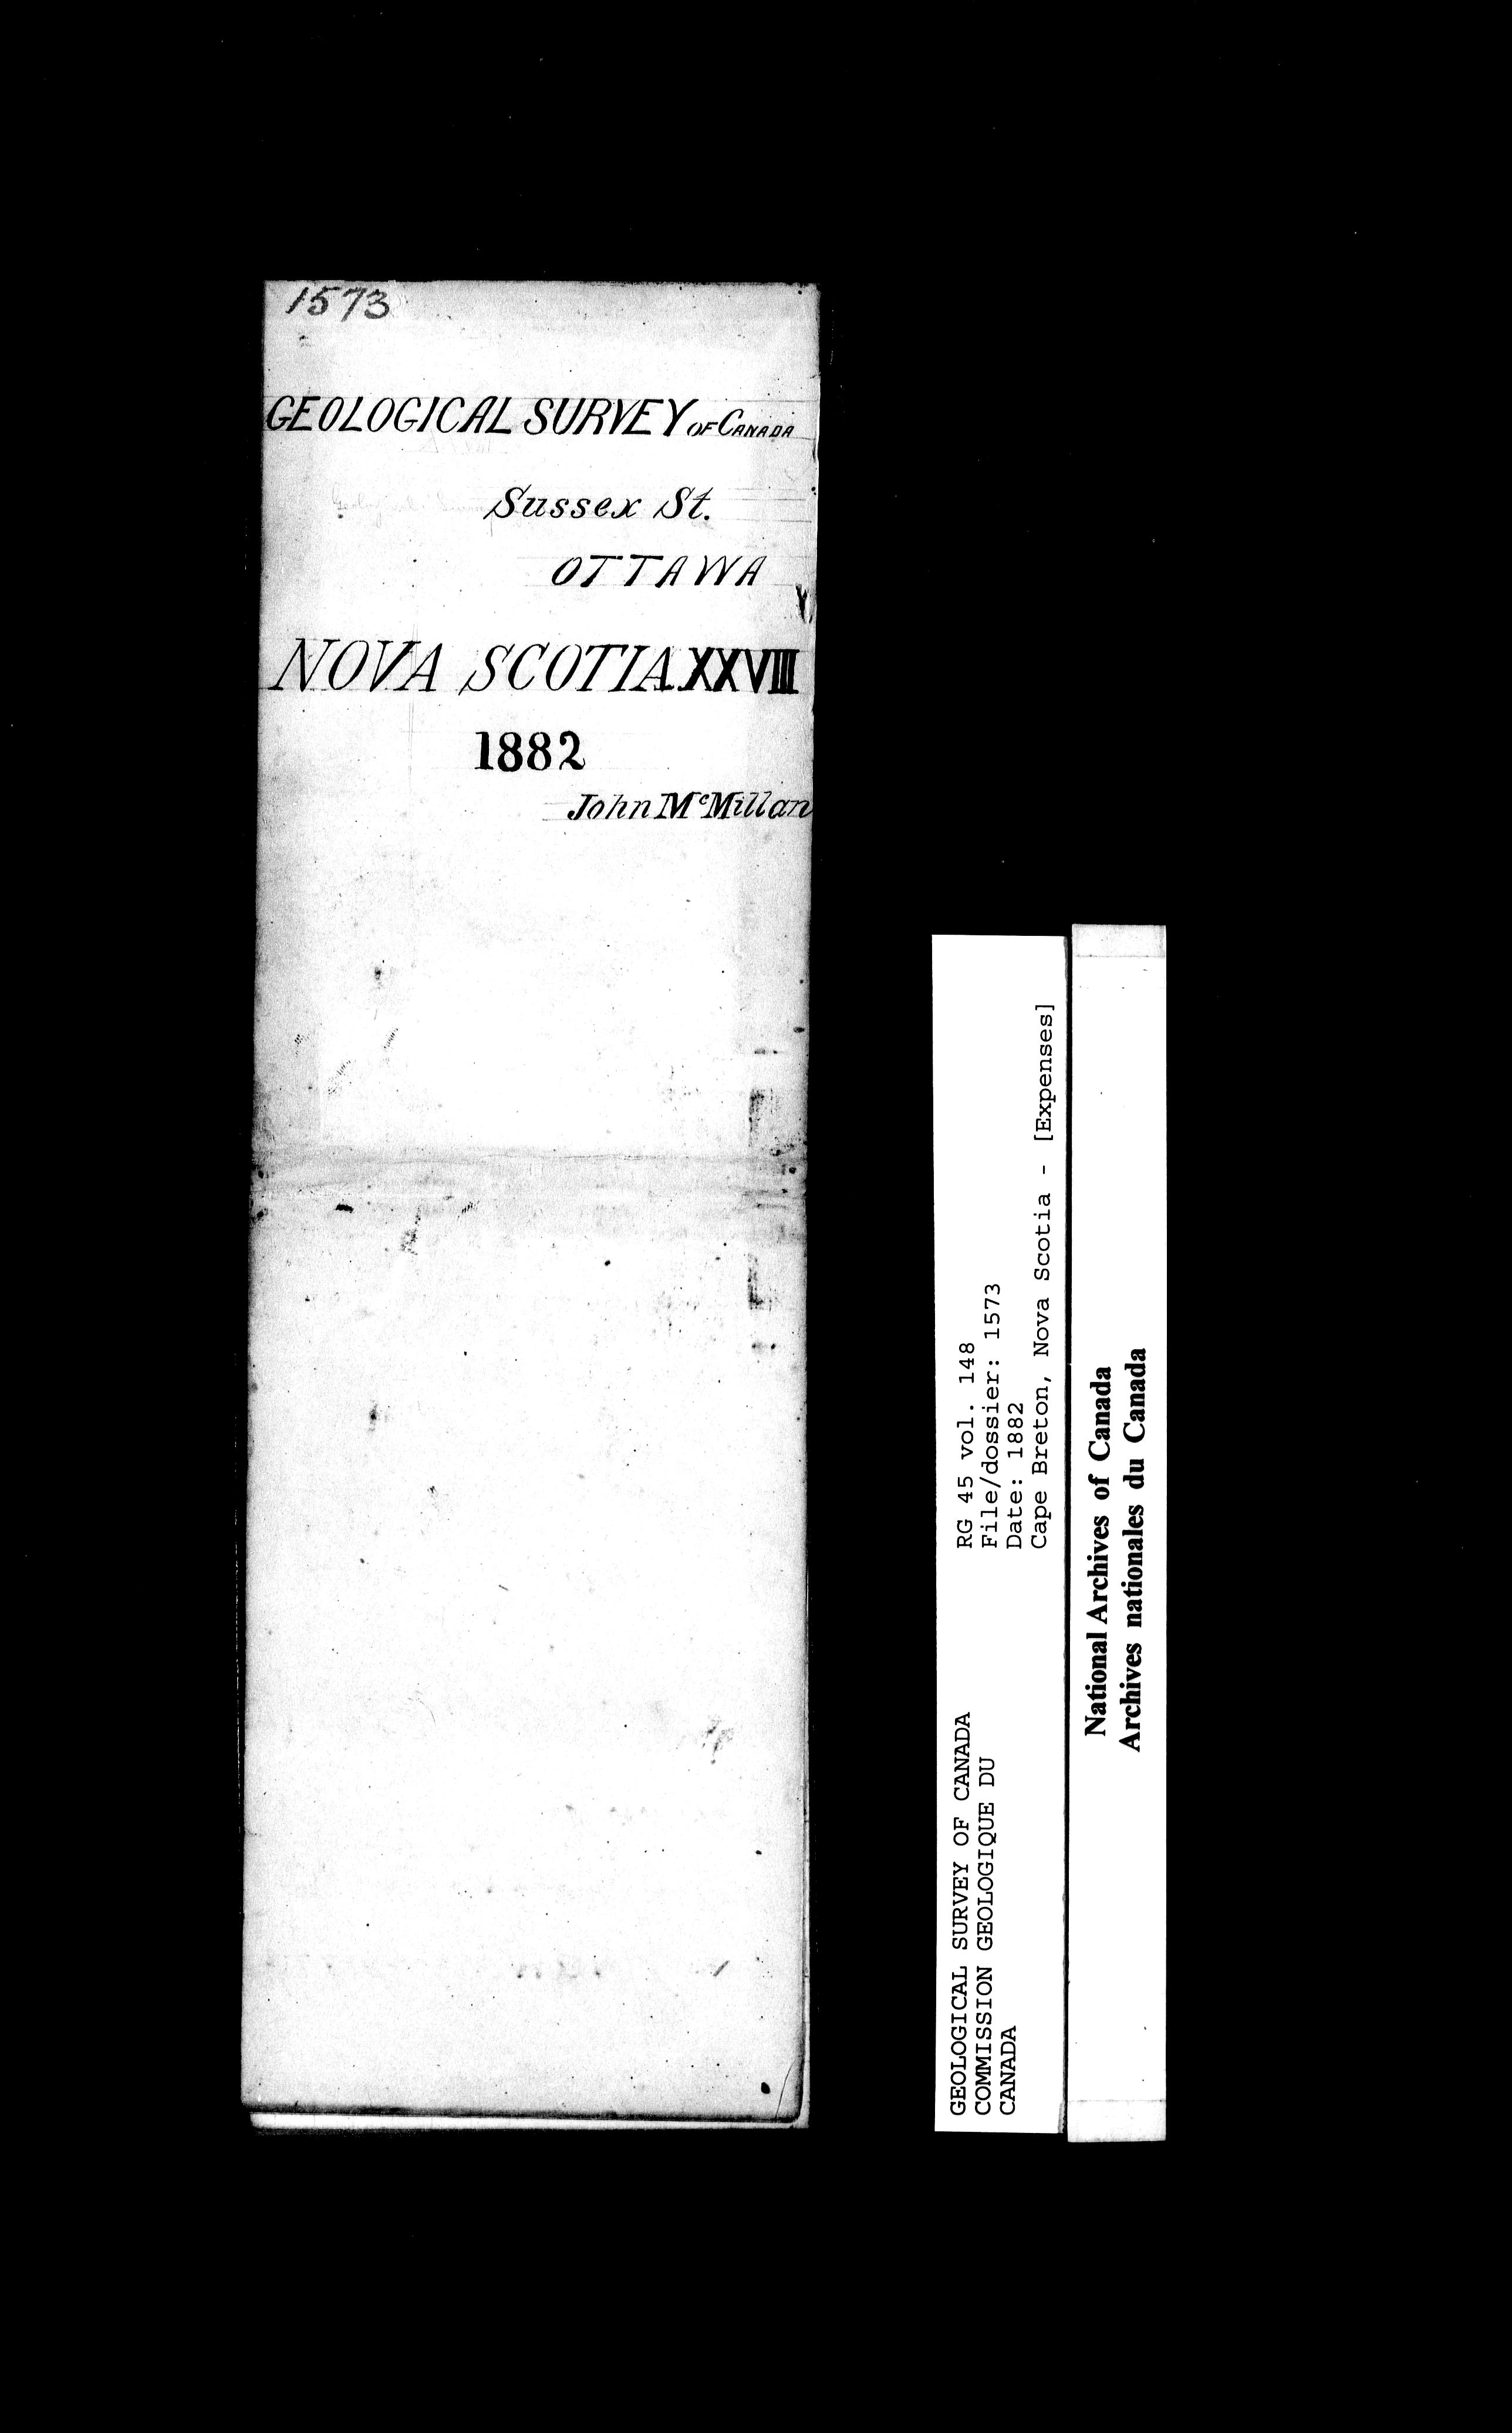 1573
GEOLOGICAL SURVEY OF CANADA
Sussex St.
OTTAWA
NOVA SCOTIA XXVIII
1882
John McMillan
GEOLOGICAL SURVEY OF CANADA
COMMISSION GEOLOGIQUE DU
CANADA
RG 45 vol. 148
File/dossier: 1573
Date: 1882
Cape Breton, Nova Scotia - [Expenses]
National Archives of Canada
Archives nationales du Canada